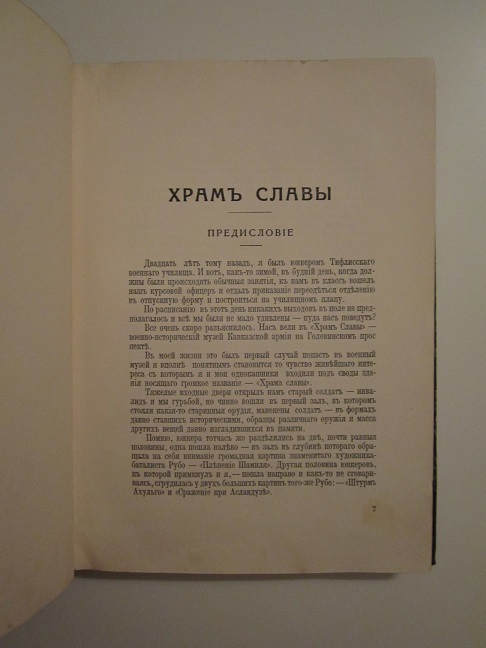 ХРАМЪ СЛАВЫ
ПРЕДИСЛОВІЕ
Двадцать лѣтъ тому назадъ, я былъ юнкеромъ Тифлисскаго
военнаго училища. И вотъ, какъ-то зимой, въ будній день, когда дол-
жны были происходить обычныя занятія, къ намъ въ классъ вошелъ
нашъ курсовой офицеръ и отдалъ приказаніе переодѣться отдѣленію
въ отпускную форму и построиться на училищномъ плацу.
По расписанію въ этотъ день никакихъ выходовъ въ поле не пред-
полагалось и всѣ мы были не мало удивлены — куда насъ поведутъ?
Все очень скоро разъяснилось. Насъ вели въ «Храмъ Славы» —
военно-историческій музей Кавказской арміи на Головинскомъ прос
пектѣ.
Въ моей жизни это былъ первый случай попасть въ военный
музей и вполнѣ понятнымъ становится то чувство живѣйшаго инте-
реса съ которымъ я и мои однокашники входили подъ своды зда-
нія носящаго громкое названіе — «Храма славы».
Тяжелые входные двери открылъ намъ старый солдатъ — инва-
лидъ и мы гурьбой, но чинно вошли въ первый залъ, въ которомъ
стояли какія-то старинныя орудія, манекены солдатъ — въ формахъ
давно ставшихъ историческими, образцы различнаго оружія и масса
другихъ вещей давно изгладившихся въ памяти.
Помню, юнкера тотчасъ же раздѣлились на двѣ, почти равныя
половины, одна пошла налѣво — въ залъ въ глубинѣ котораго обра-
щала на себя вниманіе громадная картина знаменитаго художника-
баталиста Рубо — «Плѣненіе Шамиля». Другая половина юнкеровъ,
къ которой примкнулъ и я, — пошла направо и какъ-то не сговари-
ваясь, сгрудилась у двухъ большихъ картинъ того-же Рубо: — «Штурмъ
Ахульго» и «Сраженіе при Асландузѣ».
7